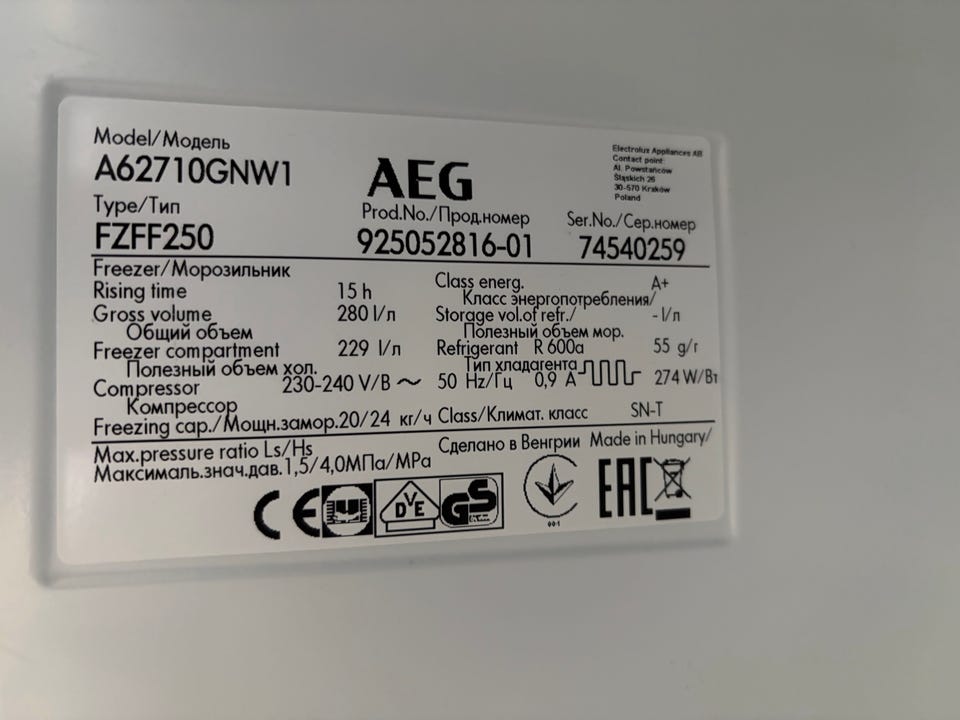 Model/Модель
A62710GNW1
AEG
Electrolux Appliances AB
Contact point:
Al. Powstańców
Śląskich 26
30-570 Kraków
Poland
Type/Тип
FZFF250
Prod.No./Прод.номер
925052816-01
Ser.No./Сер.номер
74540259
Freezer/Морозильник
Rising time 15 h
Gross volume 280 l/л
Общий объем
Freezer compartment 229 l/л
Полезный объем хол.
Class energ. A+
Класс энергопотребления/
Storage vol.of refr./ - l/л
Полезный объем мор.
Refrigerant R 600a 55 g/г
Тип хладагента
Compressor 230-240 V/В ~ 50 Hz/Гц 0,9 A 274 W/Вт
Компрессор
Freezing cap./Мощн.замор.20/24 кг/ч Class/Климат. класс SN-T
Max.pressure ratio Ls/Hs
Максималь.знач.дав.1,5/4,0МПа/MPa
Сделано в Венгрии Made in Hungary/
CE
DVE
GS
001
EAC